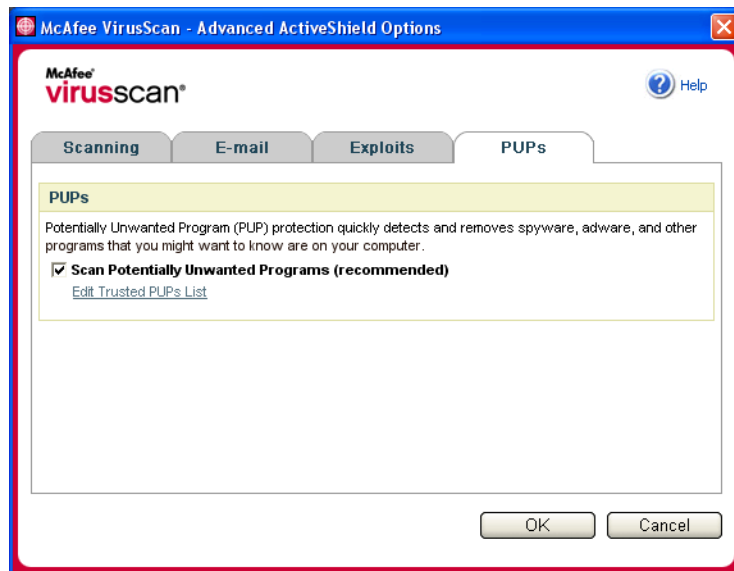 McAfee VirusScan - Advanced ActiveShield Options
McAfee®
virusscan®
Help
Scanning
E-mail
Exploits
PUPs
PUPs
Potentially Unwanted Program (PUP) protection quickly detects and removes spyware, adware, and other
programs that you might want to know are on your computer.
Scan Potentially Unwanted Programs (recommended)
Edit Trusted PUPs List
OK
Cancel